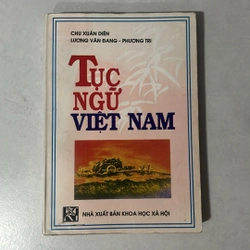 CHU XUÂN DIÊN
LƯƠNG VĂN ĐANG - PHƯƠNG TRI
TỤC
NGỮ
VIỆT NAM
NHÀ XUẤT BẢN KHOA HỌC XÃ HỘI